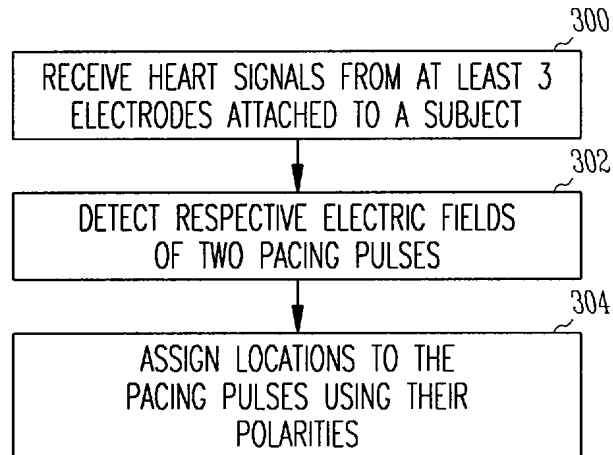 300
RECEIVE HEART SIGNALS FROM AT LEAST 3
ELECTRODES ATTACHED TO A SUBJECT
302
DETECT RESPECTIVE ELECTRIC FIELDS
OF TWO PACING PULSES
304
ASSIGN LOCATIONS TO THE
PACING PULSES USING THEIR
POLARITIES